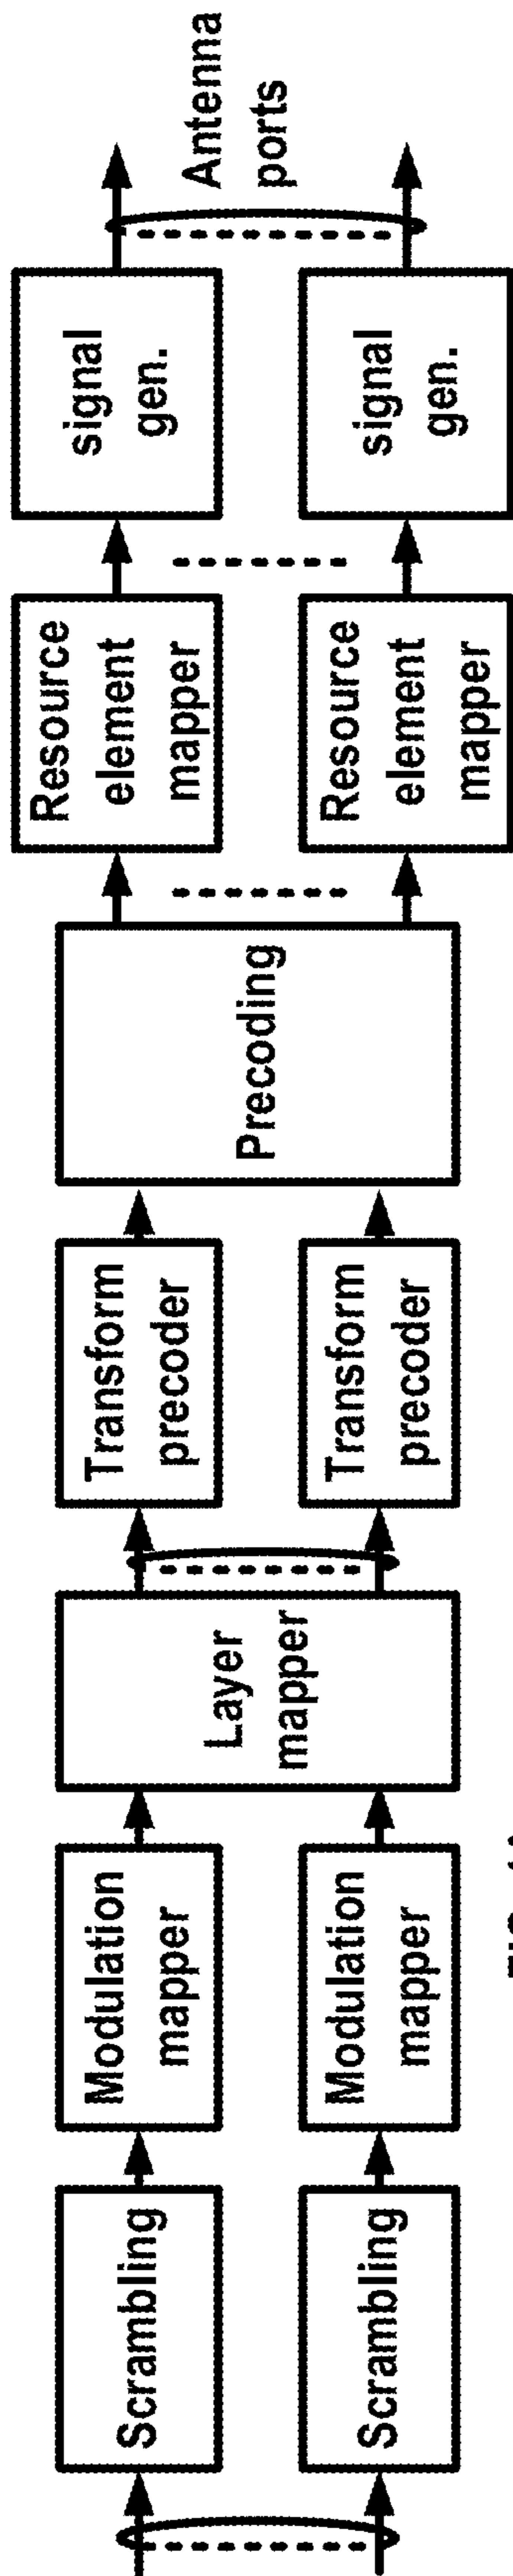 Scrambling
Modulation
mapper
Layer
mapper
Transform
precoder
Precoding
Resource
element
mapper
signal
gen.
Antenna
ports
Scrambling
Modulation
mapper
Transform
precoder
Resource
element
mapper
signal
gen.